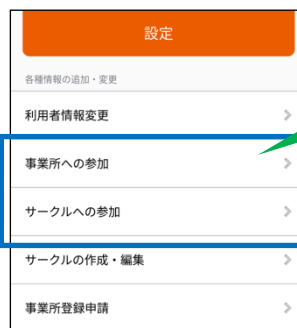 設定
各種情報の追加・変更
利用者情報変更
事業所への参加
サークルへの参加
サークルの作成・編集
事業所登録申請